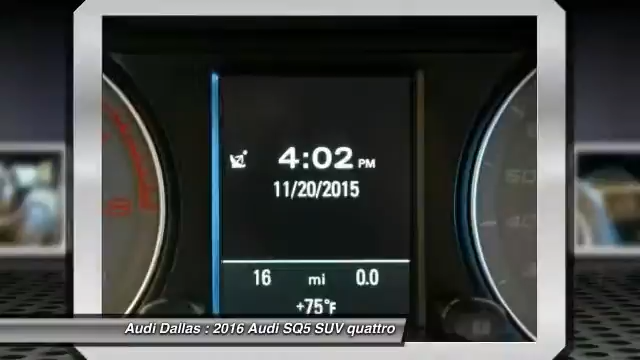 4:02 PM
11/20/2015
16 mi 0.0
+75°F
Audi Dallas : 2016 Audi SQ5 SUV quattro